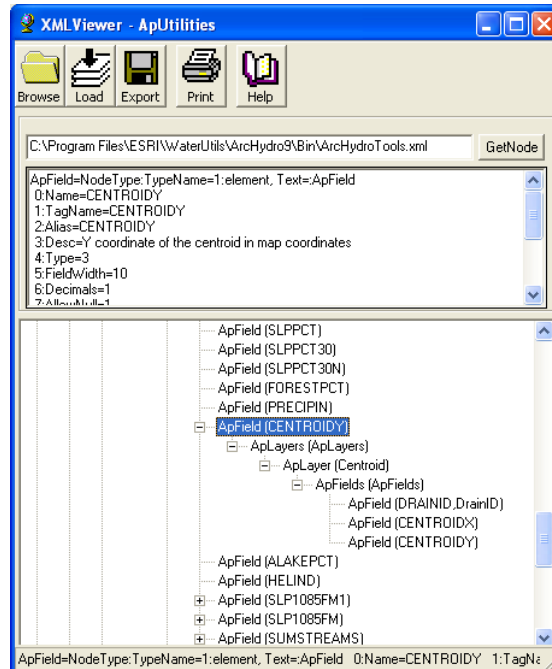 XMLViewer - ApUtilities
Browse Load Export Print Help
C:\Program Files\ESRI\WaterUtils\ArcHydro9\Bin\ArcHydroTools.xml GetNode
ApField=NodeType:TypeName=1:element, Text=:ApField
0:Name=CENTROIDY
1:TagName=CENTROIDY
2:Alias=CENTROIDY
3:Desc=Y coordinate of the centroid in map coordinates
4:Type=3
5:FieldWidth=10
6:Decimals=1
7:AllowNull=1
ApField (SLPPCT)
ApField (SLPPCT30)
ApField (SLPPCT30N)
ApField (FORESTPCT)
ApField (PRECIPIN)
ApField (CENTROIDY)
ApLayers (ApLayers)
ApLayer (Centroid)
ApFields (ApFields)
ApField (DRAINID,DrainID)
ApField (CENTROIDX)
ApField (CENTROIDY)
ApField (ALAKEPCT)
ApField (HELIND)
ApField (SLP1085FM1)
ApField (SLP1085FM)
ApField (SUMSTREAMS)
ApField=NodeType:TypeName=1:element, Text=:ApField 0:Name=CENTROIDY 1:TagNa